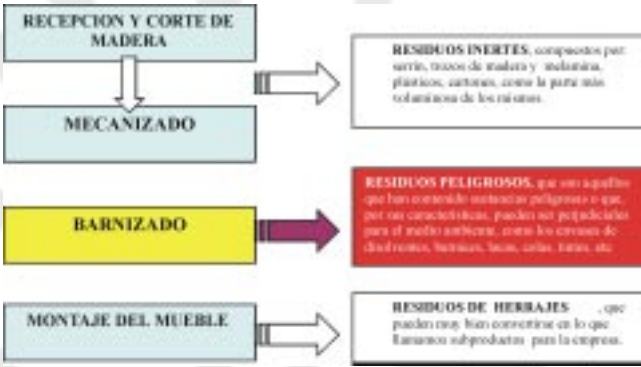 RECEPCION Y CORTE DE
MADERA
RESIDUOS INERTES, compuestos por
serrín, trozos de madera y melamina,
plásticos, cartones, como la parte más
voluminosa de los mismos.
MECANIZADO
RESIDUOS PELIGROSOS, que son aquellos
que han contenido sustancias peligrosas o que,
por sus características, pueden ser perjudiciales
para el medio ambiente, como los envases de
disolventes, barnices, lacas, colas, tintes, etc
BARNIZADO
MONTAJE DEL MUEBLE
RESIDUOS DE HERRAJES , que
pueden muy bien convertirse en lo que
llamamos subproductos para la empresa.